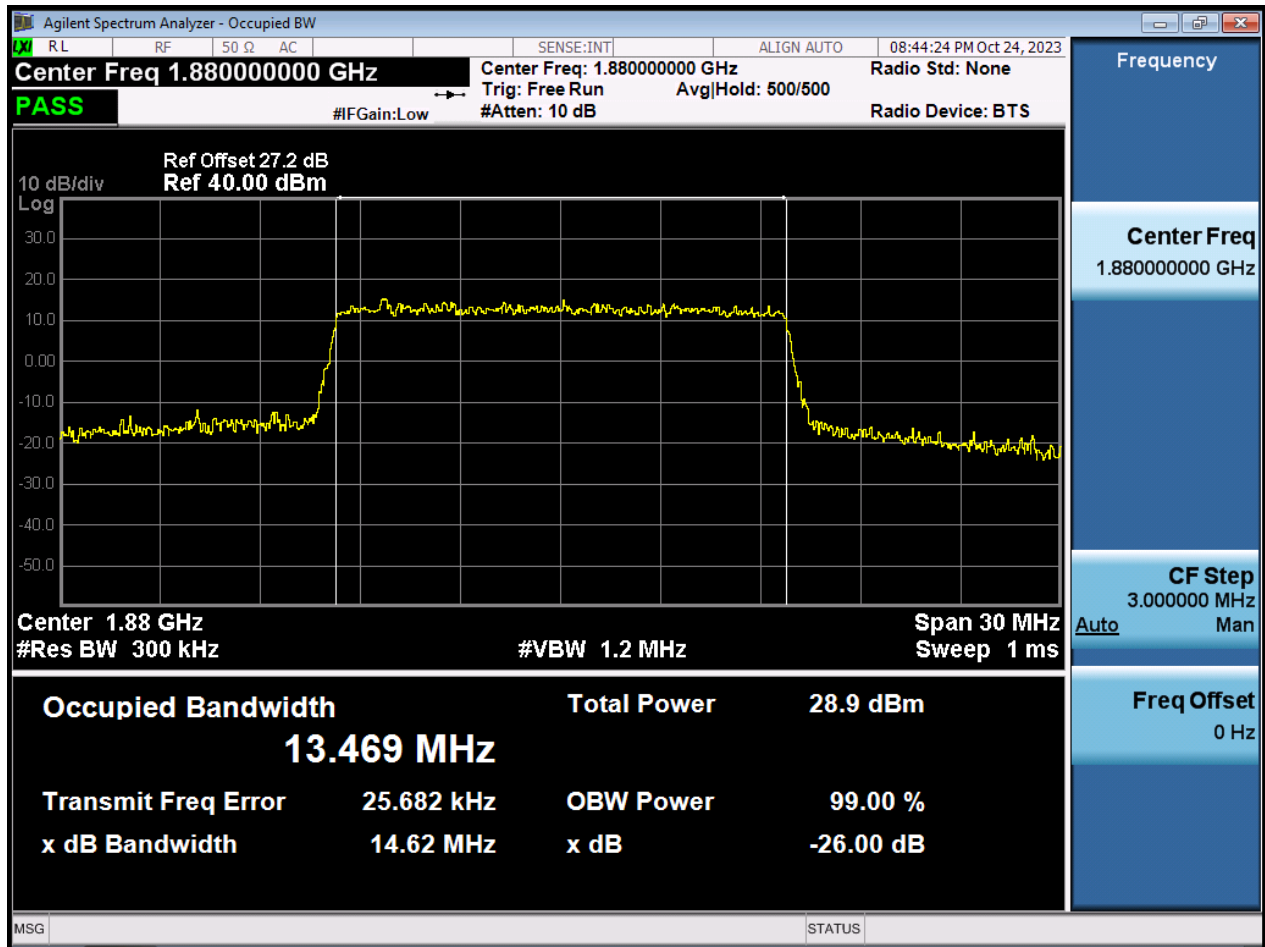 Agilent Spectrum Analyzer - Occupied BW
LXI RL RF 50 Ω AC SENSE:INT ALIGN AUTO 08:44:24 PM Oct 24, 2023
Center Freq 1.880000000 GHz
PASS
#IFGain:Low
Center Freq: 1.880000000 GHz
Trig: Free Run Avg|Hold: 500/500
#Atten: 10 dB
Radio Std: None
Radio Device: BTS
Ref Offset 27.2 dB
10 dB/div Ref 40.00 dBm
Log
30.0
20.0
10.0
0.00
-10.0
-20.0
-30.0
-40.0
-50.0
Center 1.88 GHz Span 30 MHz
#Res BW 300 kHz #VBW 1.2 MHz Sweep 1 ms
Occupied Bandwidth Total Power 28.9 dBm
13.469 MHz
Transmit Freq Error 25.682 kHz OBW Power 99.00 %
x dB Bandwidth 14.62 MHz x dB -26.00 dB
Frequency
Center Freq
1.880000000 GHz
CF Step
3.000000 MHz
Auto Man
Freq Offset
0 Hz
MSG STATUS